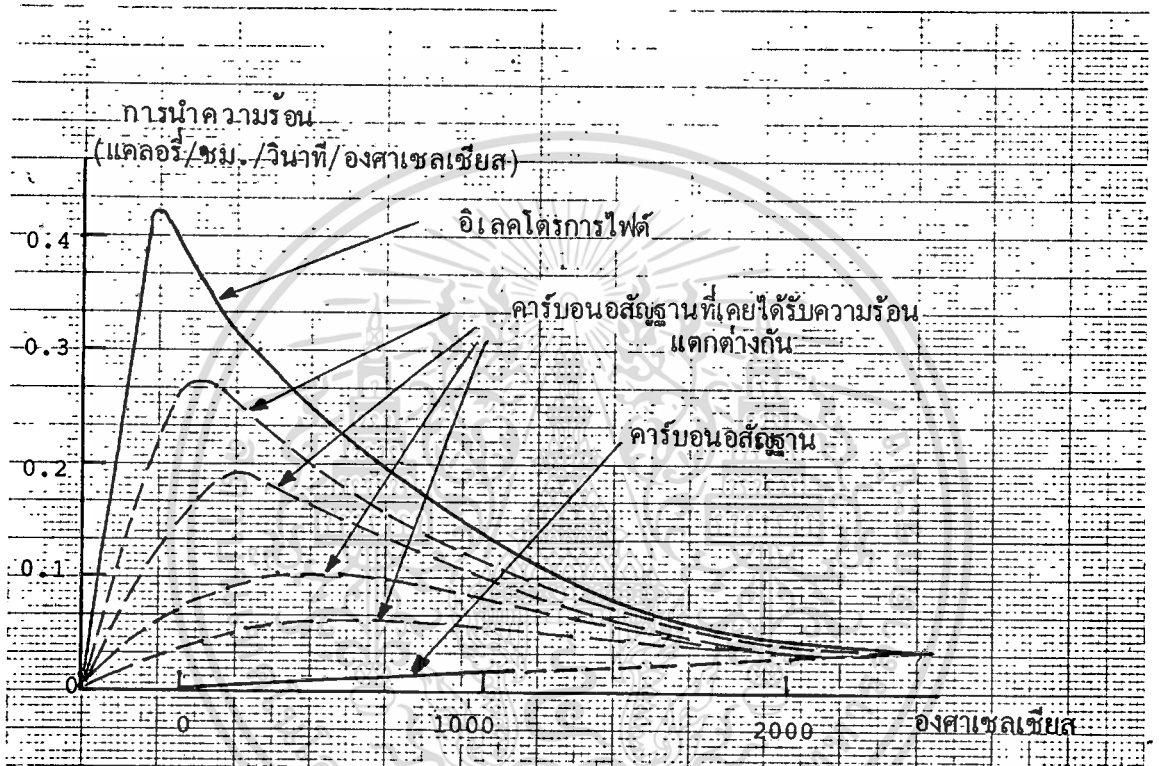 การนำความร้อน
(แคลอรี่/ซม./วินาที/องศาเซลเซียส)
อิเลคโตรการไฟต์
0.4
คาร์บอนอสัญฐานที่เคยได้รับความร้อน
แตกต่างกัน
0.3
คาร์บอนอสัญฐาน
0.2
0.1
0
0 1000 2000 องศาเซลเซียส